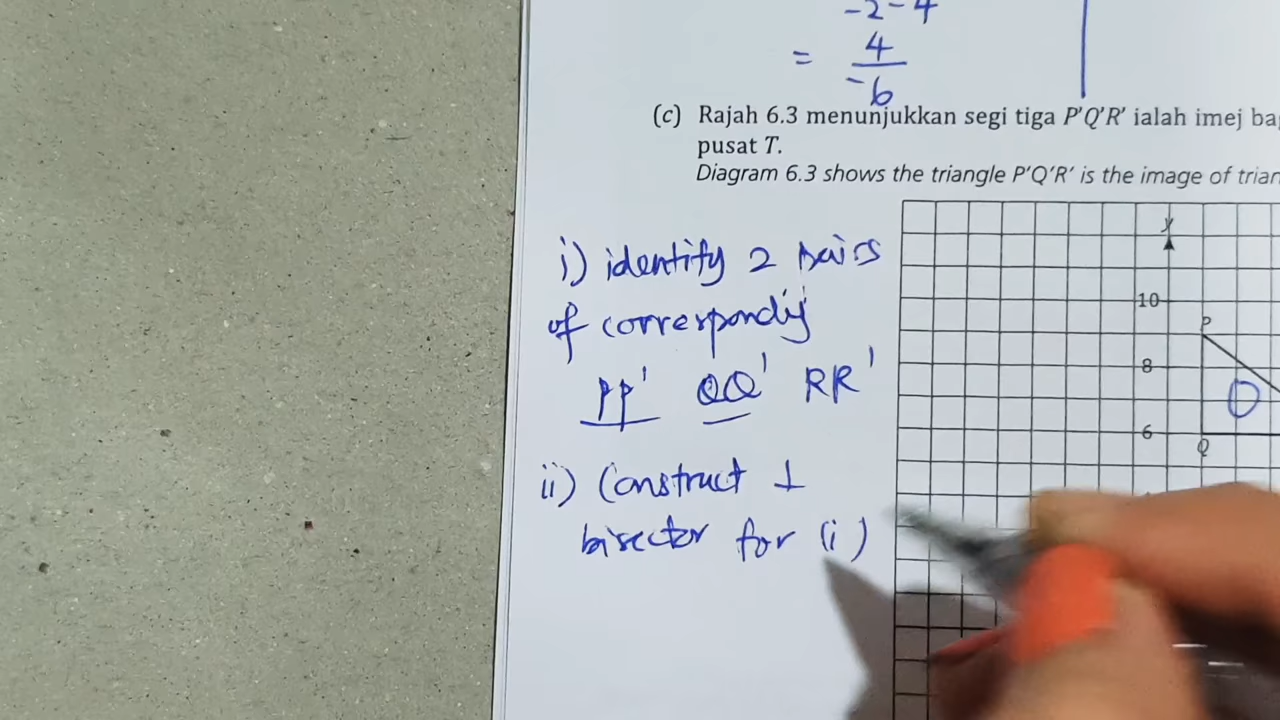 -2-4
= 4
-6
(c) Rajah 6.3 menunjukkan segi tiga P'Q'R' ialah imej
pusat T.
Diagram 6.3 shows the triangle P'Q'R' is the image of
i) identify 2 pairs
of corresponding
PP' QQ' RR'
ii) Construct ⊥
bisector for (i)
y
10
P
8
6
Q